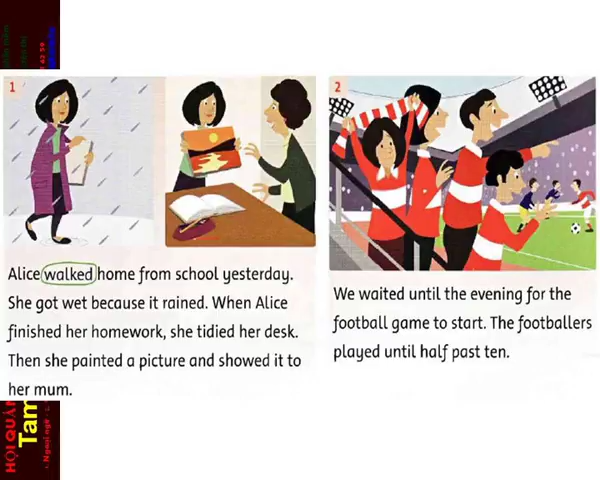 1
Alice walked home from school yesterday.
She got wet because it rained. When Alice
finished her homework, she tidied her desk.
Then she painted a picture and showed it to
her mum.
2
We waited until the evening for the
football game to start. The footballers
played until half past ten.
HỘI QUÁN
Tam